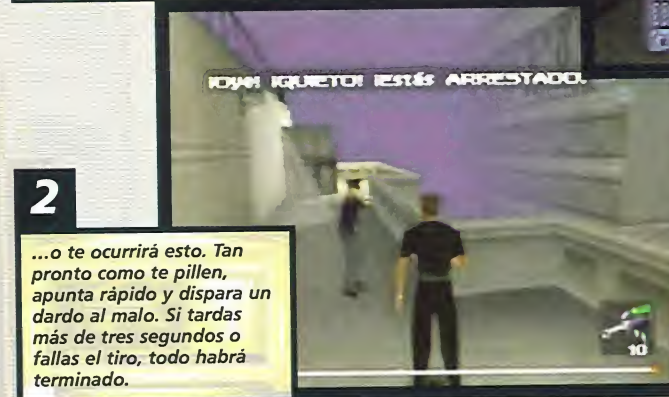 ¡OYE! ¡QUIETO! ¡EStáS ARRESTADO.
2
...o te ocurrirá esto. Tan
pronto como te pillen,
apunta rápido y dispara un
dardo al malo. Si tardas
más de tres segundos o
fallas el tiro, todo habrá
terminado.
10